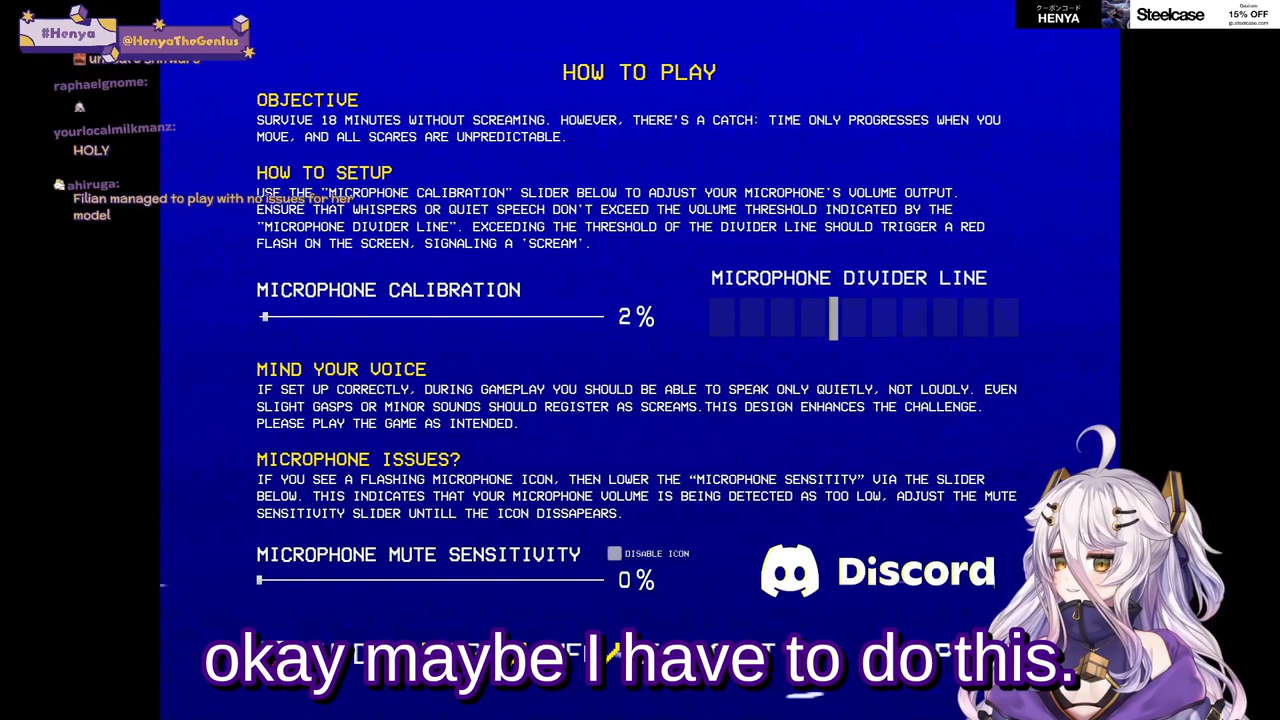 #Henya
@HenyaTheGenius
クーポンコード
HENYA
Steelcase
Gesture
15% OFF
jp.steelcase.com
raphaelgnome:
yourlocalmilkmanz:
HOLY
ahiruga:
Filian managed to play with no issues for her
model
HOW TO PLAY
OBJECTIVE
SURVIVE 18 MINUTES WITHOUT SCREAMING. HOWEVER, THERE'S A CATCH: TIME ONLY PROGRESSES WHEN YOU
MOVE, AND ALL SCARES ARE UNPREDICTABLE.
HOW TO SETUP
USE THE "MICROPHONE CALIBRATION" SLIDER BELOW TO ADJUST YOUR MICROPHONE'S VOLUME OUTPUT.
ENSURE THAT WHISPERS OR QUIET SPEECH DON'T EXCEED THE VOLUME THRESHOLD INDICATED BY THE
"MICROPHONE DIVIDER LINE". EXCEEDING THE THRESHOLD OF THE DIVIDER LINE SHOULD TRIGGER A RED
FLASH ON THE SCREEN, SIGNALING A 'SCREAM'.
MICROPHONE CALIBRATION
2%
MICROPHONE DIVIDER LINE
MIND YOUR VOICE
IF SET UP CORRECTLY, DURING GAMEPLAY YOU SHOULD BE ABLE TO SPEAK ONLY QUIETLY, NOT LOUDLY. EVEN
SLIGHT GASPS OR MINOR SOUNDS SHOULD REGISTER AS SCREAMS.THIS DESIGN ENHANCES THE CHALLENGE.
PLEASE PLAY THE GAME AS INTENDED.
MICROPHONE ISSUES?
IF YOU SEE A FLASHING MICROPHONE ICON, THEN LOWER THE “MICROPHONE SENSITITY” VIA THE SLIDER
BELOW. THIS INDICATES THAT YOUR MICROPHONE VOLUME IS BEING DETECTED AS TOO LOW, ADJUST THE MUTE
SENSITIVITY SLIDER UNTILL THE ICON DISSAPEARS.
MICROPHONE MUTE SENSITIVITY
DISABLE ICON
0%
Discord
okay maybe I have to do this.